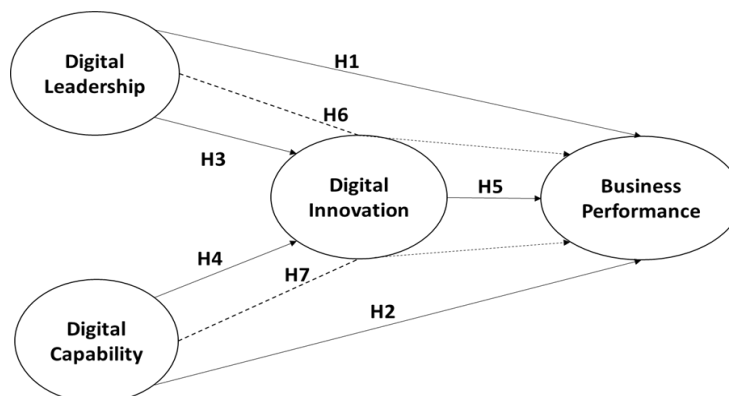 Digital
Leadership
H1
H6
H3
Digital
Innovation
H5
Business
Performance
H4
H7
H2
Digital
Capability